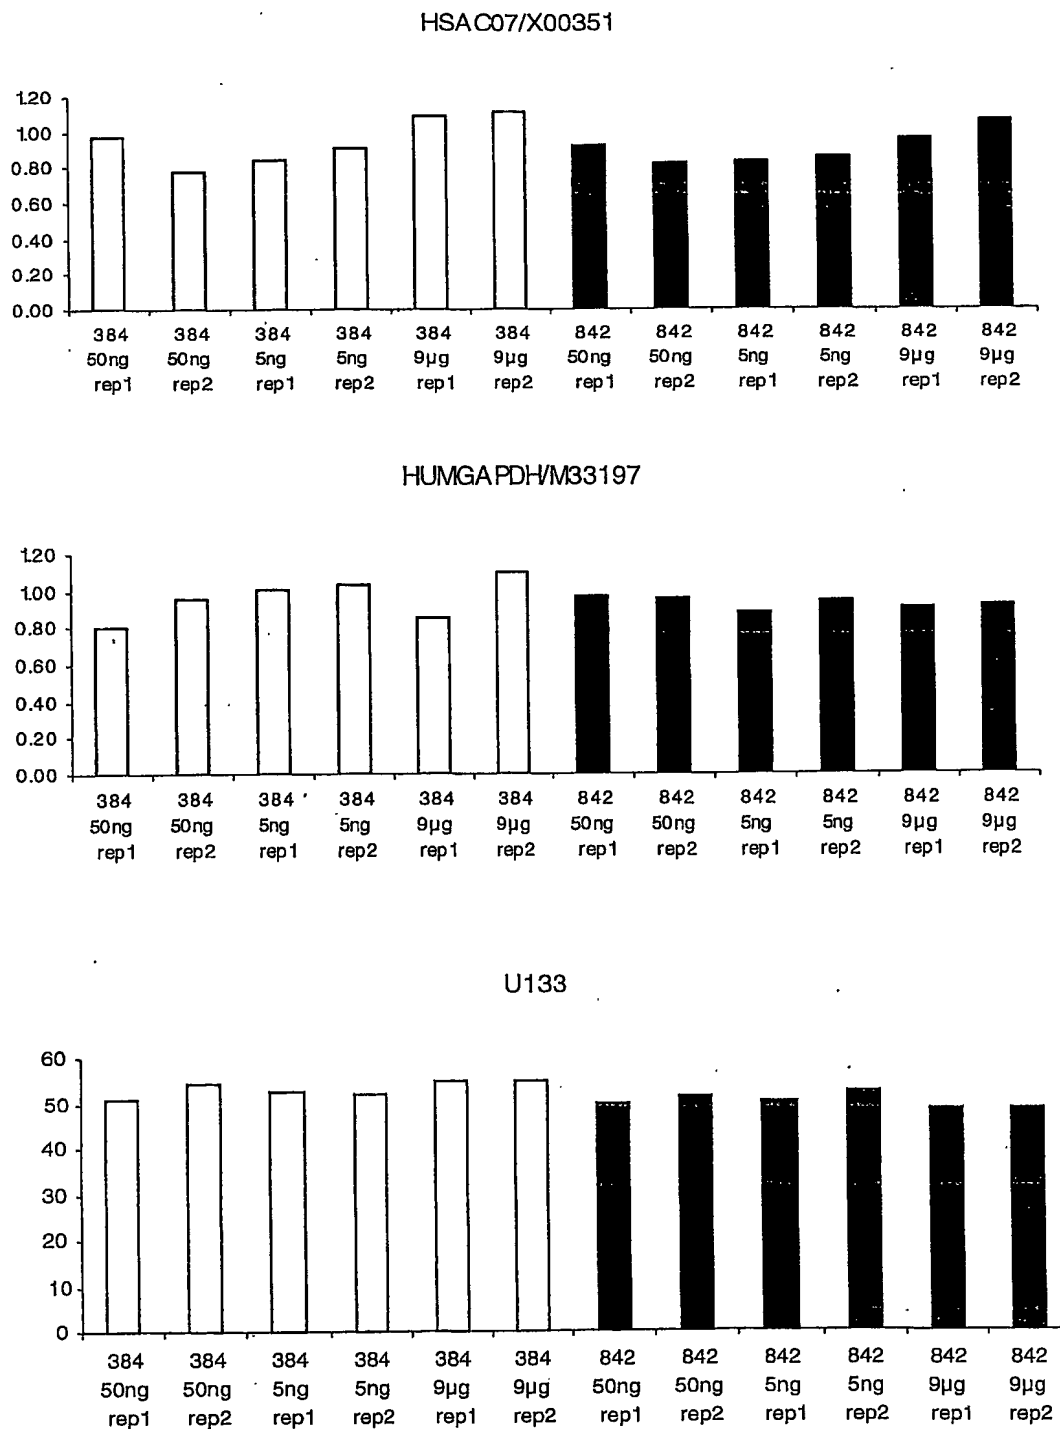 HSAC07/X00351
1.20
1.00
0.80
0.60
0.40
0.20
0.00
384 384 384 384 384 384 842 842 842 842 842 842
50ng 50ng 5ng 5ng 9µg 9µg 50ng 50ng 5ng 5ng 9µg 9µg
rep1 rep2 rep1 rep2 rep1 rep2 rep1 rep2 rep1 rep2 rep1 rep2
HUMGAPDH/M33197
1.20
1.00
0.80
0.60
0.40
0.20
0.00
384 384 384 384 384 384 842 842 842 842 842 842
50ng 50ng 5ng 5ng 9µg 9µg 50ng 50ng 5ng 5ng 9µg 9µg
rep1 rep2 rep1 rep2 rep1 rep2 rep1 rep2 rep1 rep2 rep1 rep2
U133
60
50
40
30
20
10
0
384 384 384 384 384 384 842 842 842 842 842 842
50ng 50ng 5ng 5ng 9µg 9µg 50ng 50ng 5ng 5ng 9µg 9µg
rep1 rep2 rep1 rep2 rep1 rep2 rep1 rep2 rep1 rep2 rep1 rep2